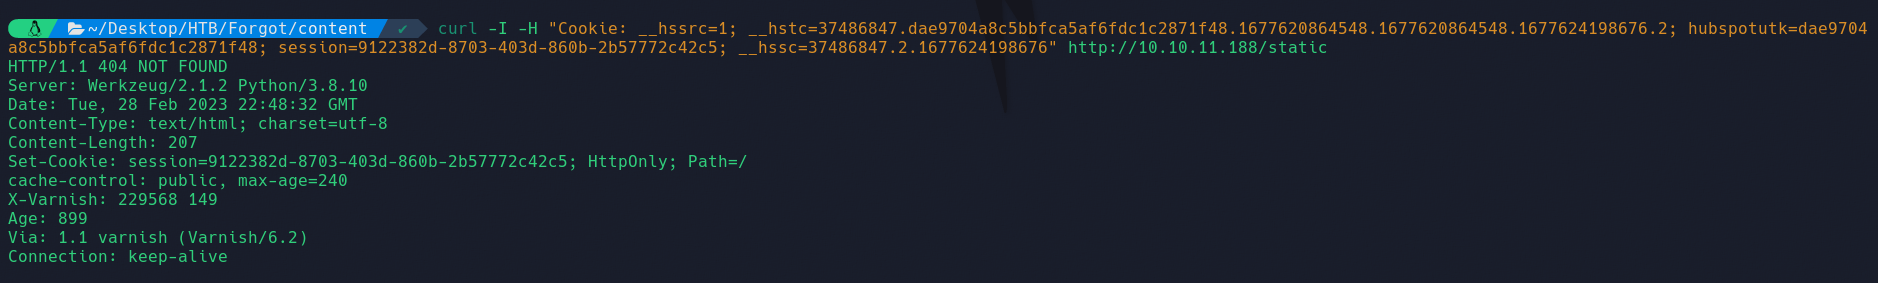 ~/Desktop/HTB/Forgot/content ✔ curl -I -H "Cookie: __hssrc=1; __hstc=37486847.dae9704a8c5bbfca5af6fdc1c2871f48.1677620864548.1677620864548.1677624198676.2; hubspotutk=dae9704
a8c5bbfca5af6fdc1c2871f48; session=9122382d-8703-403d-860b-2b57772c42c5; __hssc=37486847.2.1677624198676" http://10.10.11.188/static
HTTP/1.1 404 NOT FOUND
Server: Werkzeug/2.1.2 Python/3.8.10
Date: Tue, 28 Feb 2023 22:48:32 GMT
Content-Type: text/html; charset=utf-8
Content-Length: 207
Set-Cookie: session=9122382d-8703-403d-860b-2b57772c42c5; HttpOnly; Path=/
cache-control: public, max-age=240
X-Varnish: 229568 149
Age: 899
Via: 1.1 varnish (Varnish/6.2)
Connection: keep-alive